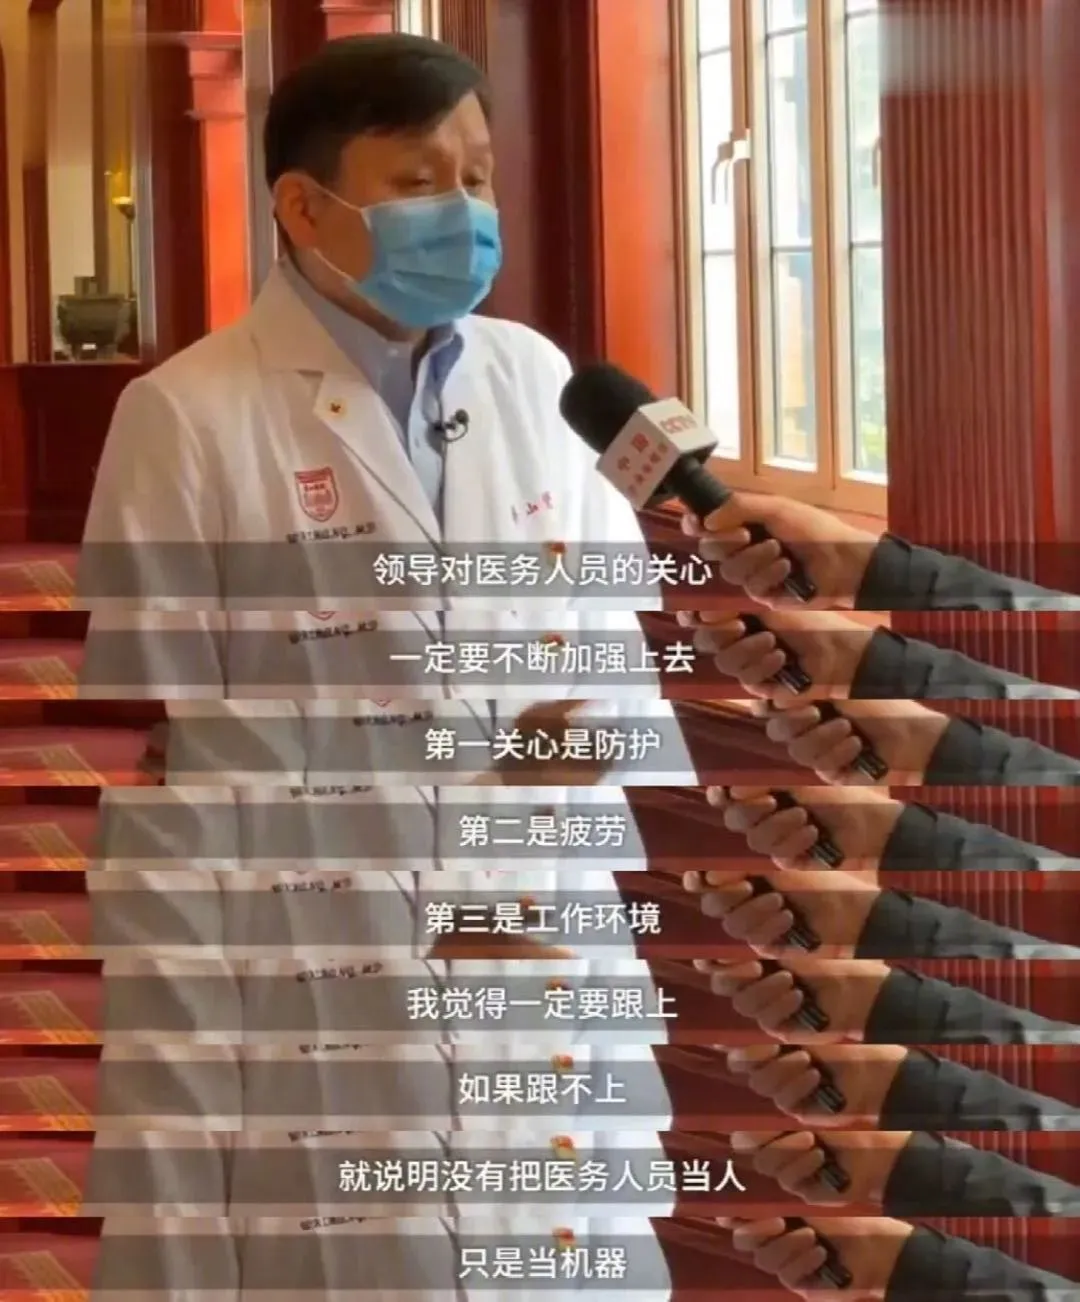 CCTV
领导对医务人员的关心
一定要不断加强上去
第一关心是防护
第二是疲劳
第三是工作环境
我觉得一定要跟上
如果跟不上
就说明没有把医务人员当人
只是当机器